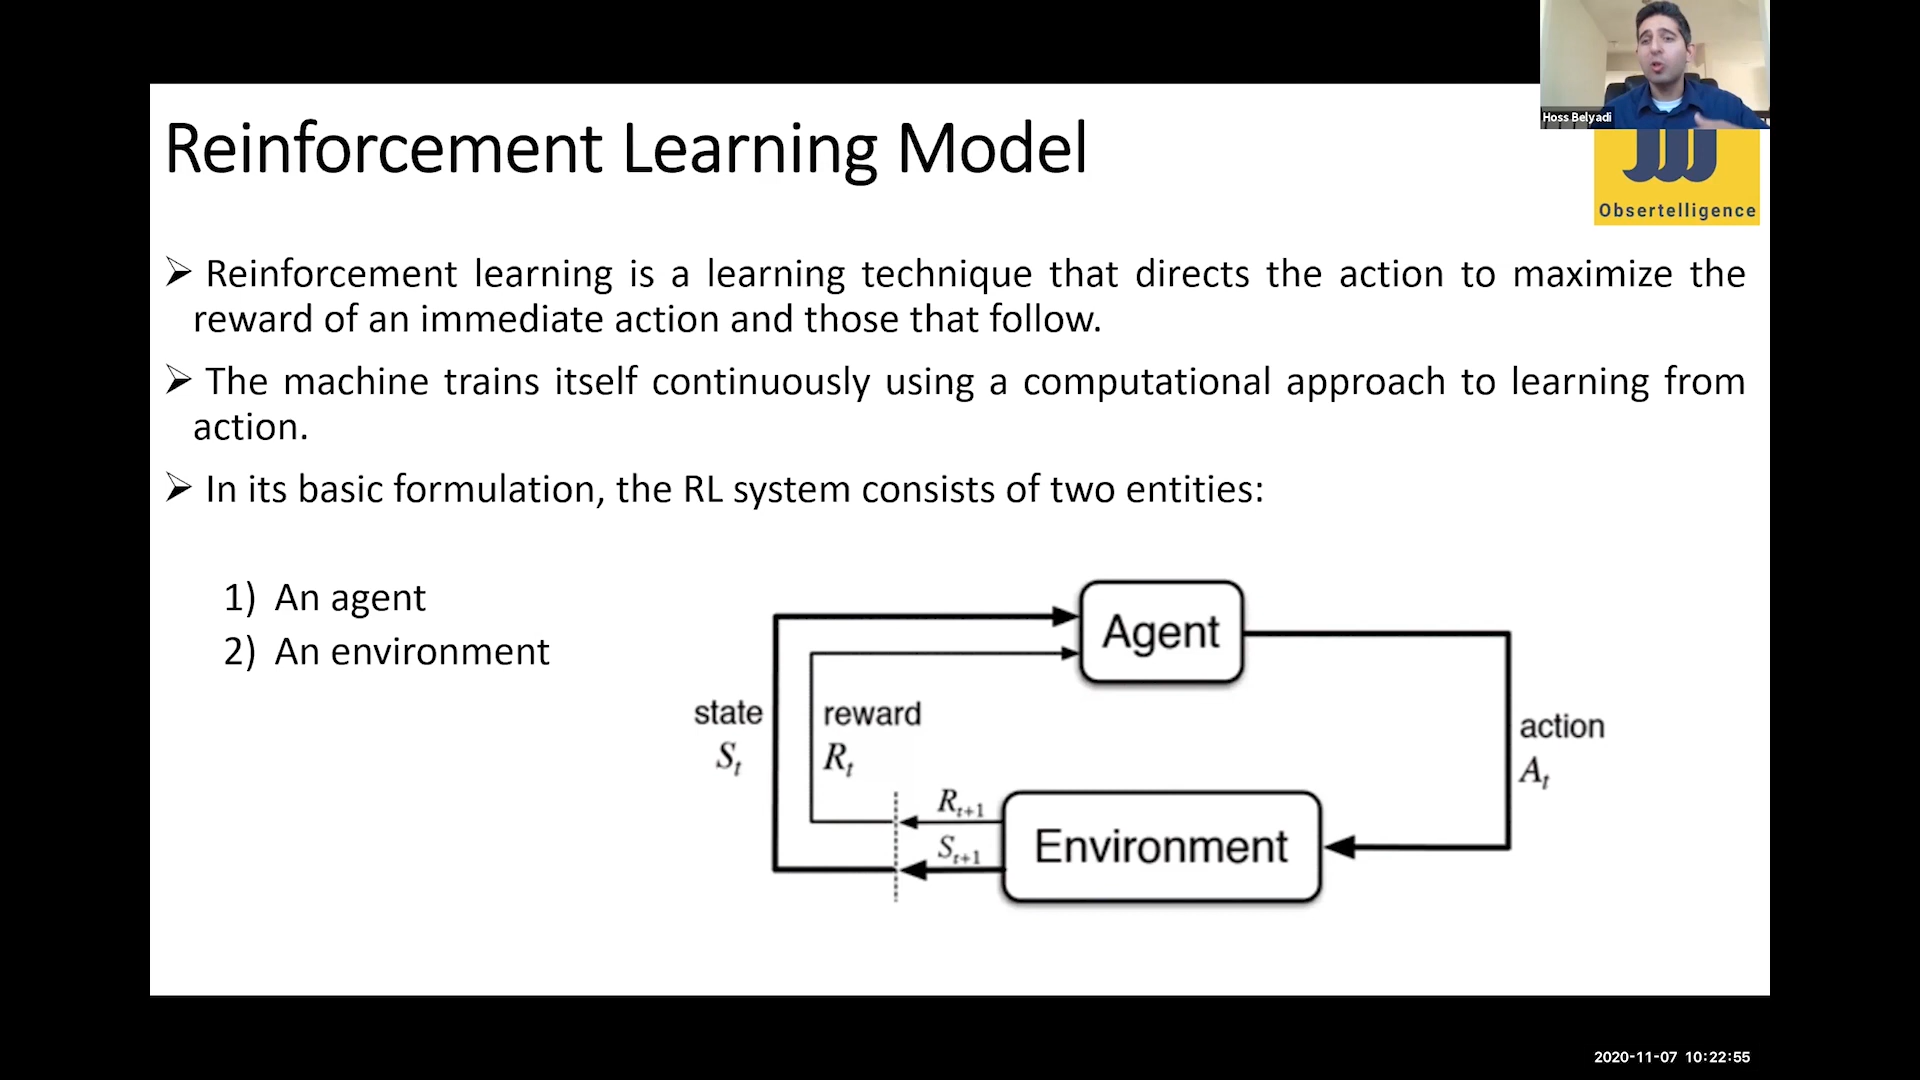 Hoss Belyadi
Reinforcement Learning Model
Obsertelligence
➢ Reinforcement learning is a learning technique that directs the action to maximize the
reward of an immediate action and those that follow.
➢ The machine trains itself continuously using a computational approach to learning from
action.
➢ In its basic formulation, the RL system consists of two entities:
1) An agent
2) An environment
Agent
state
S_t
reward
R_t
action
A_t
R_{t+1}
S_{t+1}
Environment
2020-11-07 10:22:55